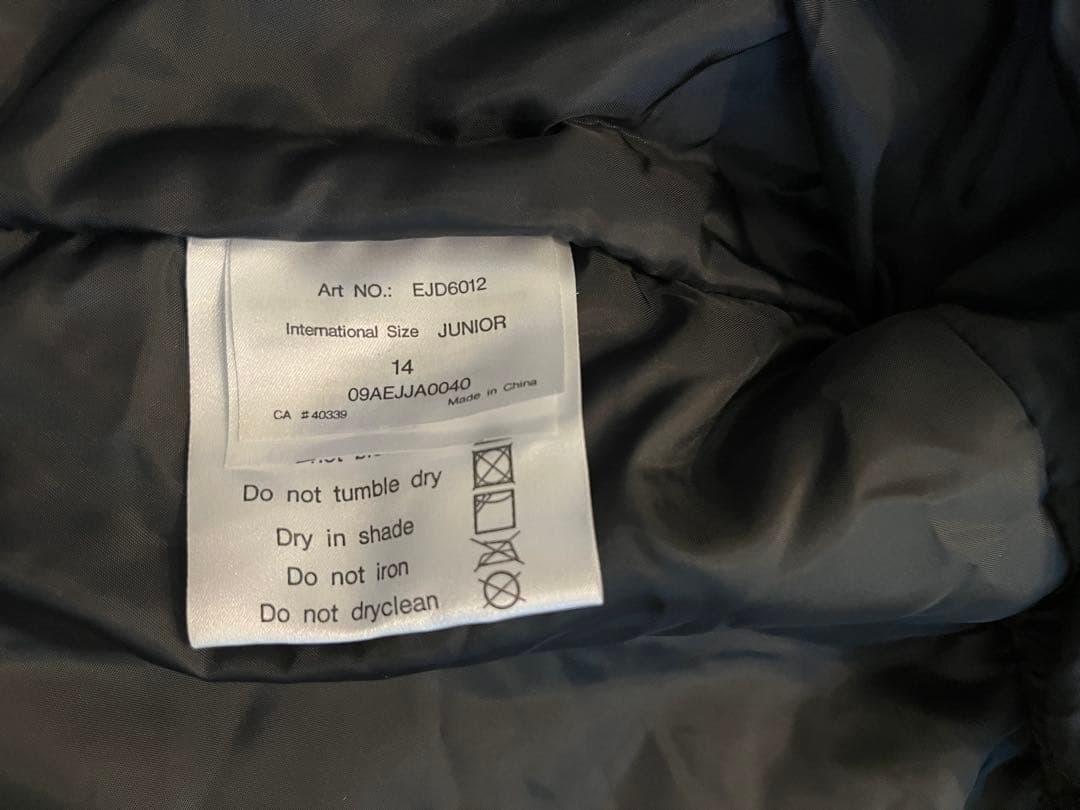 Art NO.: EJD6012
International Size JUNIOR
14
09AEJJA0040
Made in China
CA #40339
Do not tumble dry
Dry in shade
Do not iron
Do not dryclean